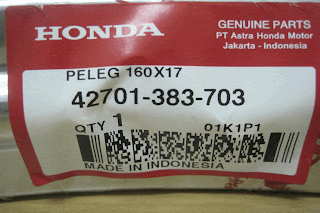 HONDA
GENUINE PARTS
PT Astra Honda Motor
Jakarta - Indonesia
PELEG 160X17
42701-383-703
QTY 1
01K1P1
MADE IN INDONESIA